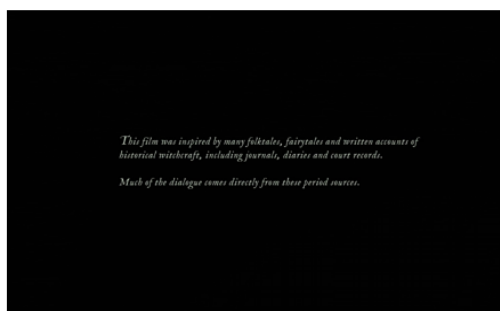 This film was inspired by many folktales, fairytales and written accounts of
historical witchcraft, including journals, diaries and court records.
Much of the dialogue comes directly from these period sources.